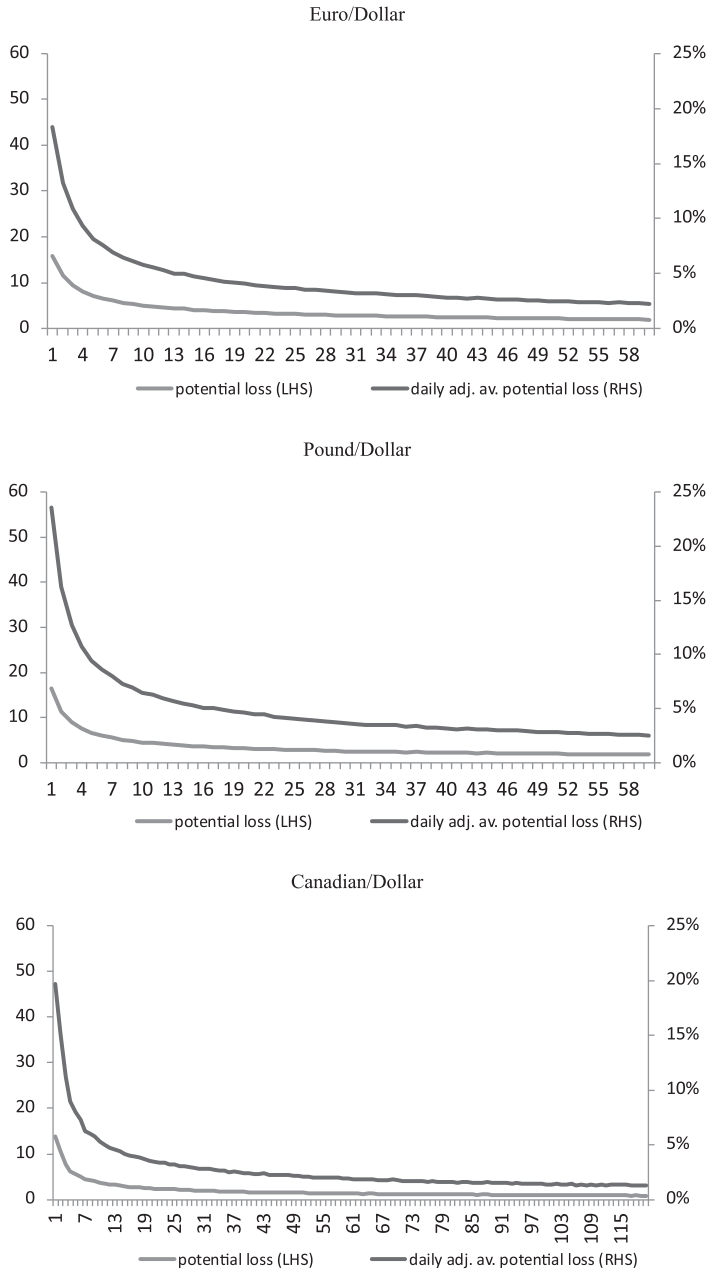 Euro/Dollar
60 25%
50 20%
40 15%
30 10%
20 5%
10 0%
0
1 4 7 10 13 16 19 22 25 28 31 34 37 40 43 46 49 52 55 58
potential loss (LHS) daily adj. av. potential loss (RHS)
Pound/Dollar
60 25%
50 20%
40 15%
30 10%
20 5%
10 0%
0
1 4 7 10 13 16 19 22 25 28 31 34 37 40 43 46 49 52 55 58
potential loss (LHS) daily adj. av. potential loss (RHS)
Canadian/Dollar
60 25%
50 20%
40 15%
30 10%
20 5%
10 0%
0
1 7 13 19 25 31 37 43 49 55 61 67 73 79 85 91 97 103 109 115
potential loss (LHS) daily adj. av. potential loss (RHS)